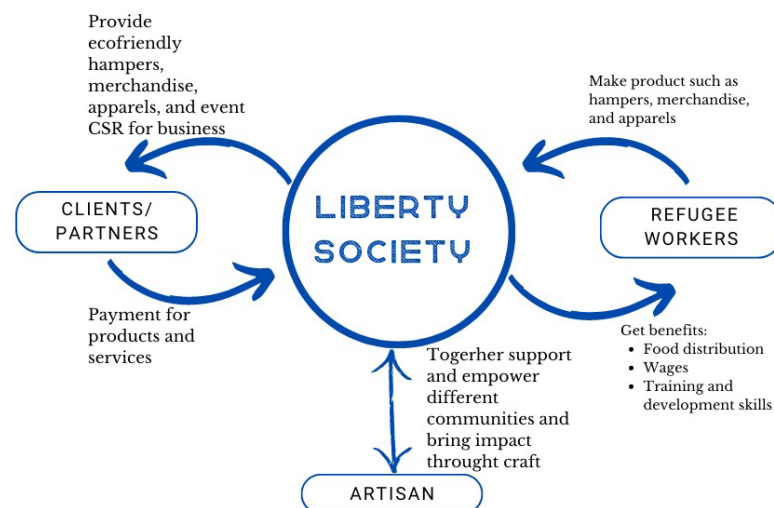 Provide
ecofriendly
hampers,
merchandise,
apparels, and event
CSR for business
Make product such as
hampers, merchandise,
and apparels
CLIENTS/
PARTNERS
LIBERTY
SOCIETY
REFUGEE
WORKERS
Payment for
products and
services
Get benefits:
• Food distribution
• Wages
• Training and
development skills
Togerher support
and empower
different
communities and
bring impact
throught craft
ARTISAN